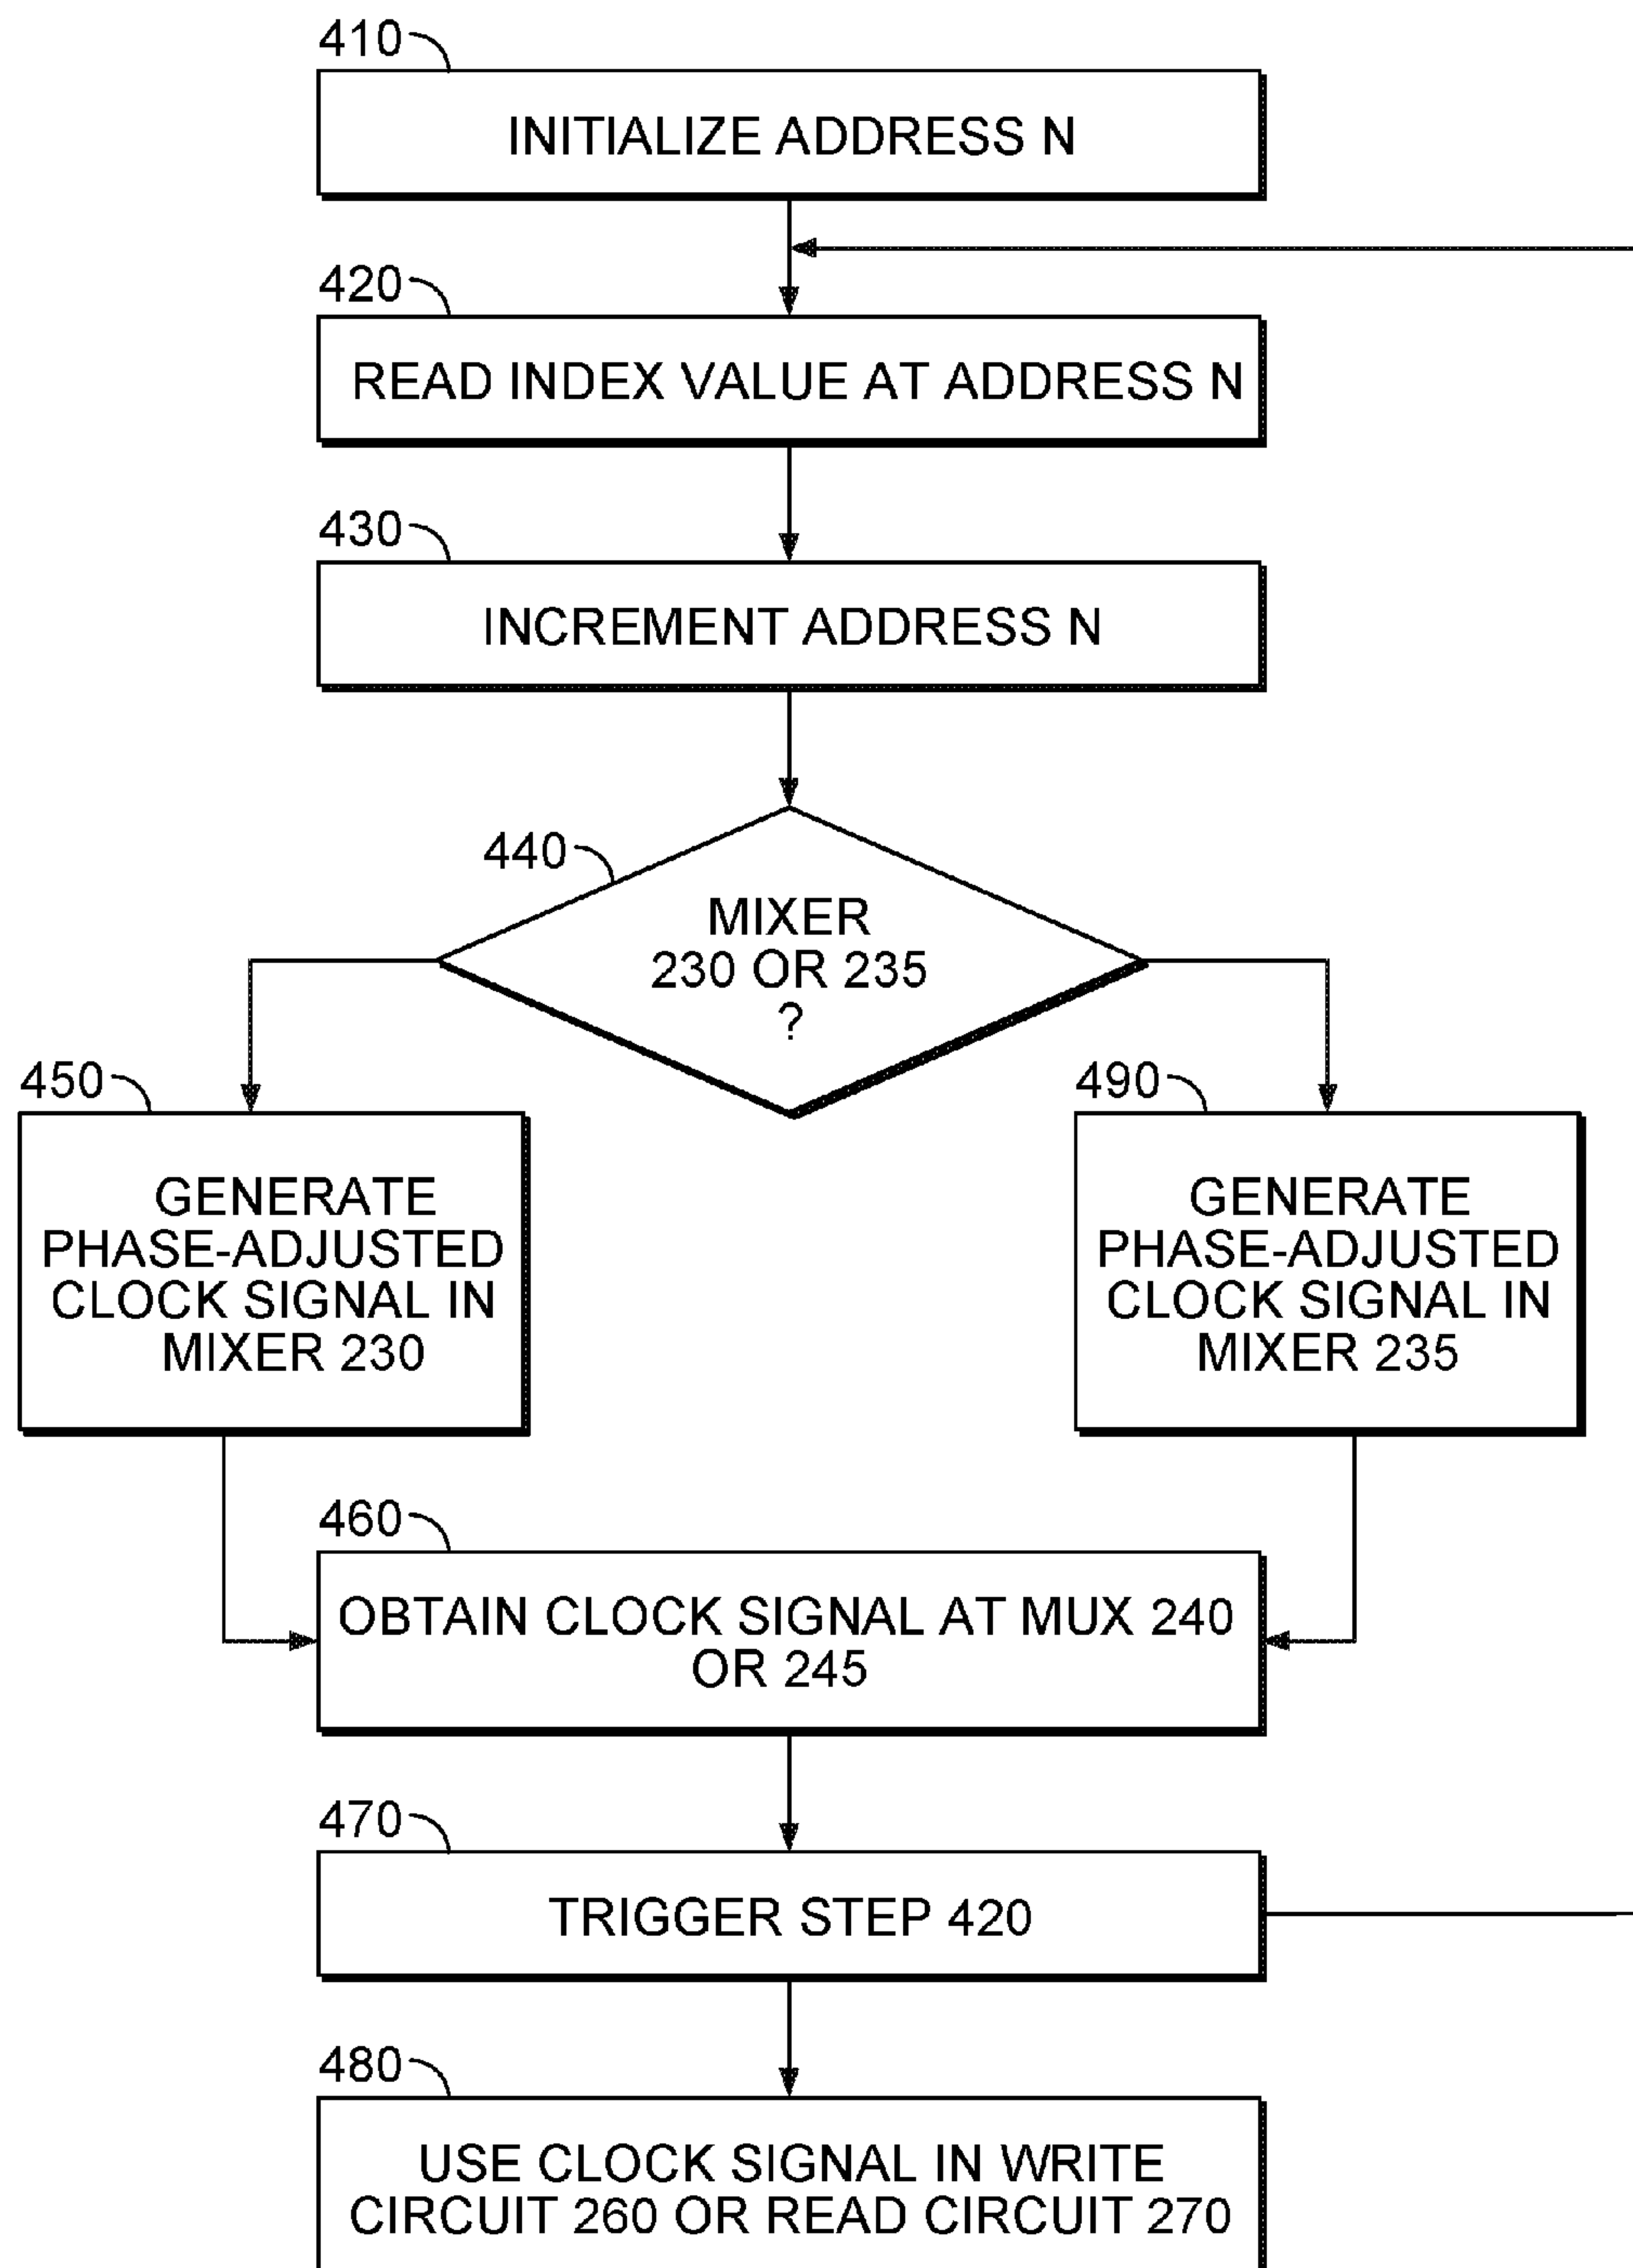 410
INITIALIZE ADDRESS N
420
READ INDEX VALUE AT ADDRESS N
430
INCREMENT ADDRESS N
440
MIXER
230 OR 235
?
450
GENERATE
PHASE-ADJUSTED
CLOCK SIGNAL IN
MIXER 230
490
GENERATE
PHASE-ADJUSTED
CLOCK SIGNAL IN
MIXER 235
460
OBTAIN CLOCK SIGNAL AT MUX 240
OR 245
470
TRIGGER STEP 420
480
USE CLOCK SIGNAL IN WRITE
CIRCUIT 260 OR READ CIRCUIT 270